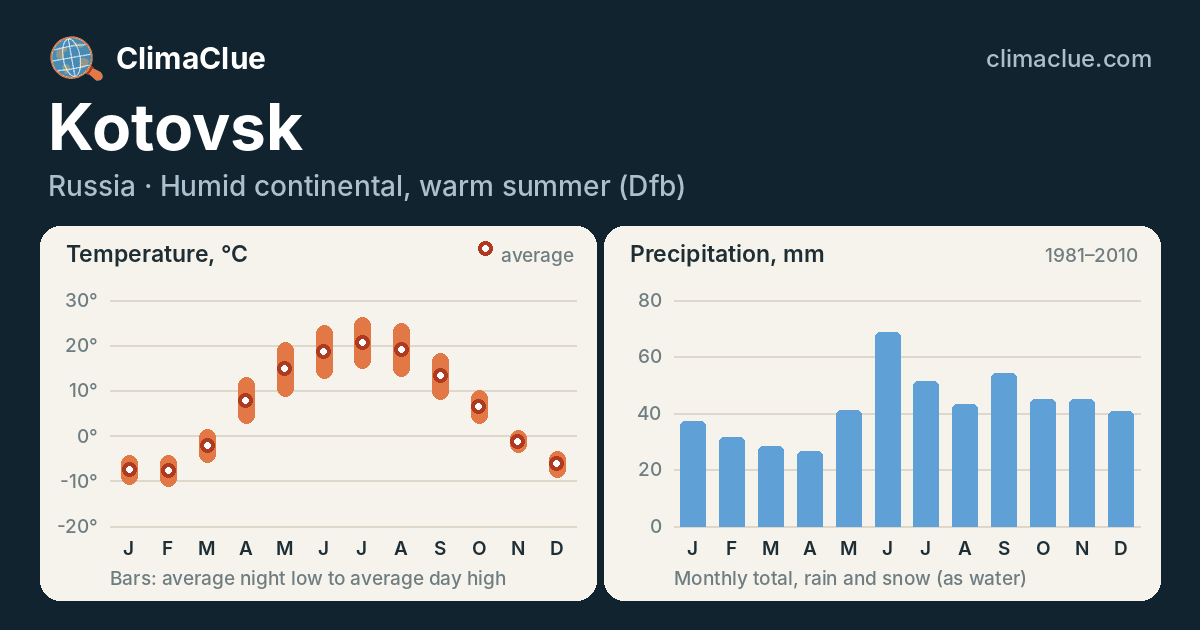 ClimaClue
climaclue.com
Kotovsk
Russia · Humid continental, warm summer (Dfb)
Temperature, °C
average
30°
20°
10°
0°
-10°
-20°
J F M A M J J A S O N D
Bars: average night low to average day high
Precipitation, mm
1981–2010
80
60
40
20
0
J F M A M J J A S O N D
Monthly total, rain and snow (as water)